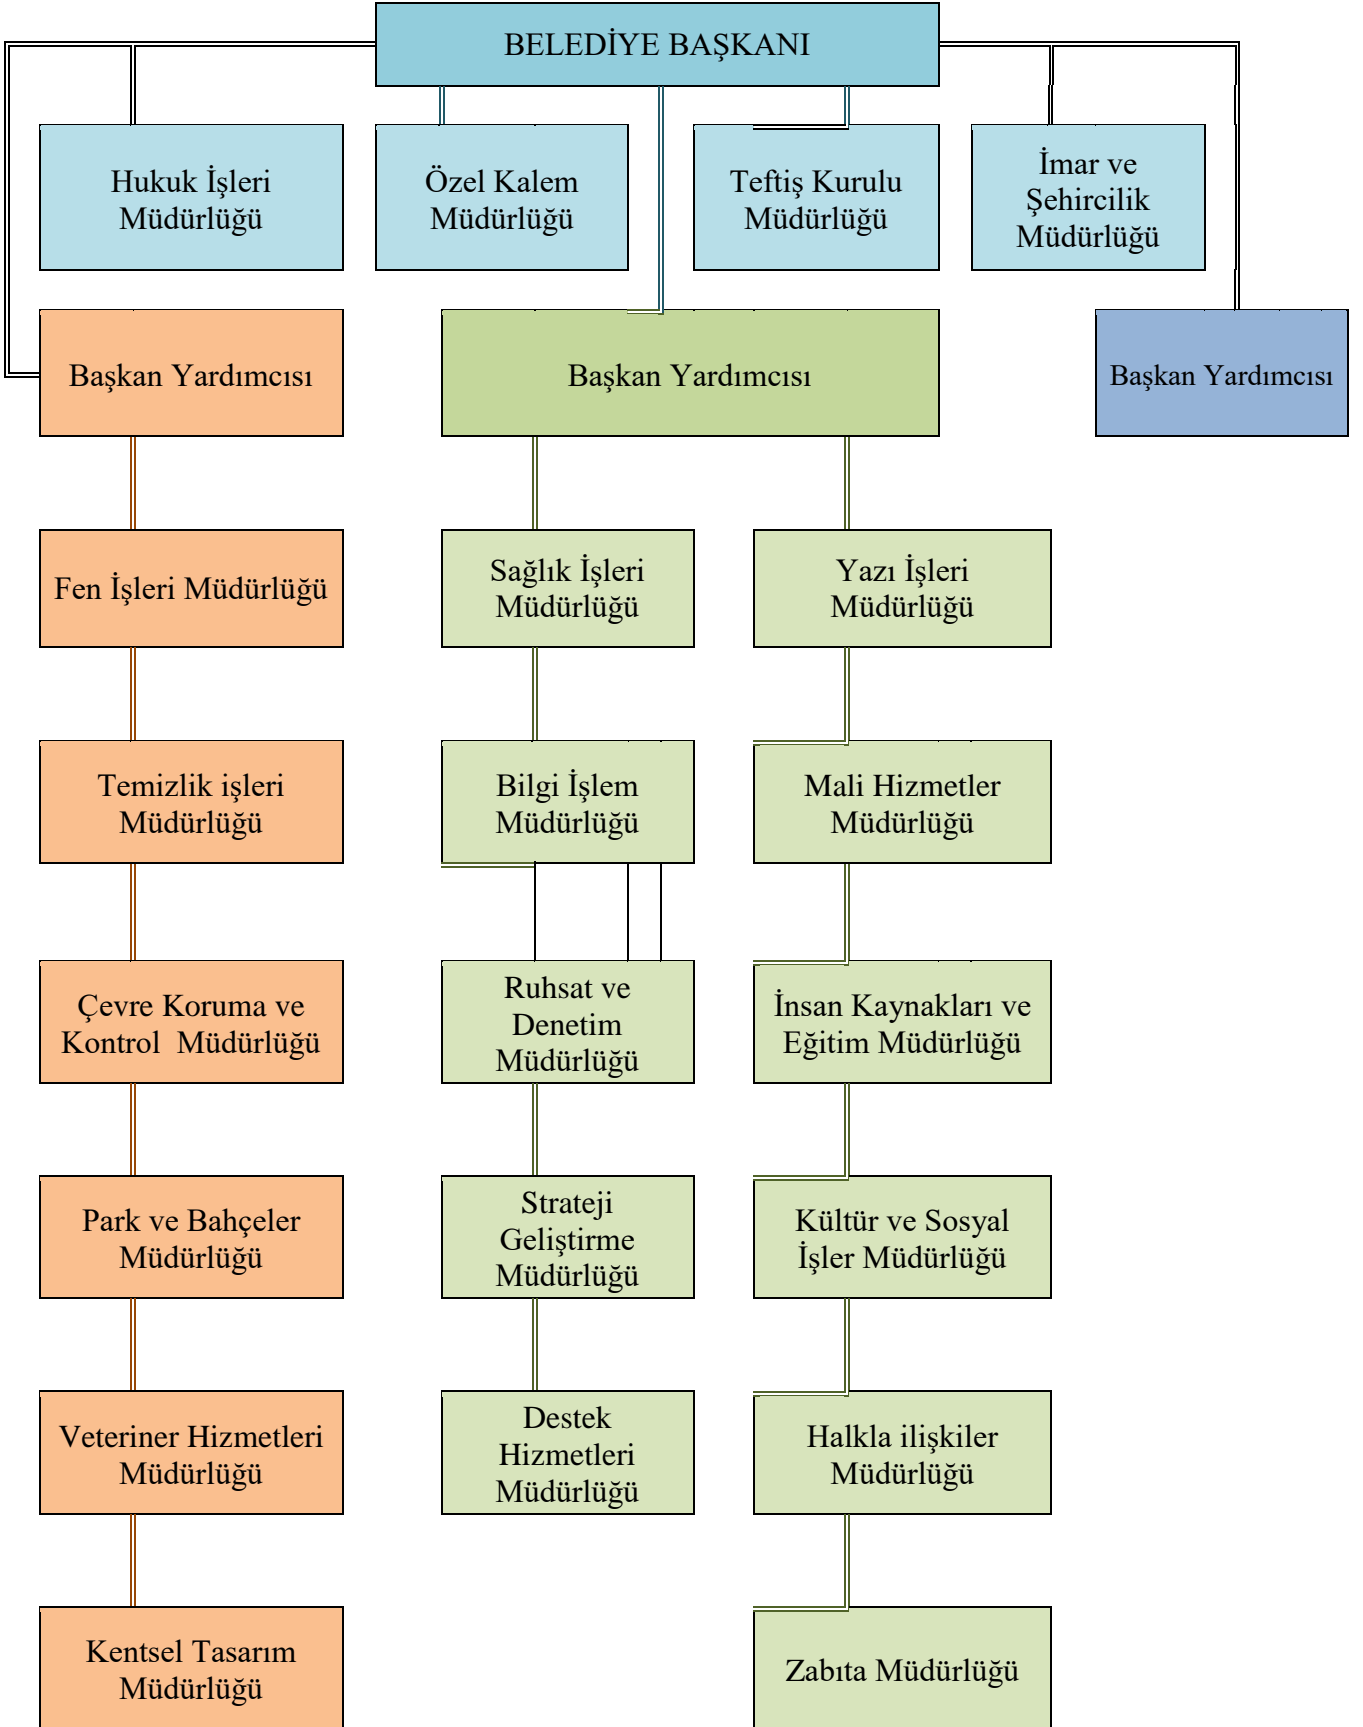 BELEDİYE BAŞKANI
Hukuk İşleri
Müdürlüğü
Özel Kalem
Müdürlüğü
Teftiş Kurulu
Müdürlüğü
İmar ve
Şehircilik
Müdürlüğü
Başkan Yardımcısı
Başkan Yardımcısı
Başkan Yardımcısı
Fen İşleri Müdürlüğü
Sağlık İşleri
Müdürlüğü
Yazı İşleri
Müdürlüğü
Temizlik işleri
Müdürlüğü
Bilgi İşlem
Müdürlüğü
Mali Hizmetler
Müdürlüğü
Çevre Koruma ve
Kontrol  Müdürlüğü
Ruhsat ve
Denetim
Müdürlüğü
İnsan Kaynakları ve
Eğitim Müdürlüğü
Park ve Bahçeler
Müdürlüğü
Strateji
Geliştirme
Müdürlüğü
Kültür ve Sosyal
İşler Müdürlüğü
Veteriner Hizmetleri
Müdürlüğü
Destek
Hizmetleri
Müdürlüğü
Halkla ilişkiler
Müdürlüğü
Kentsel Tasarım
Müdürlüğü
Zabıta Müdürlüğü